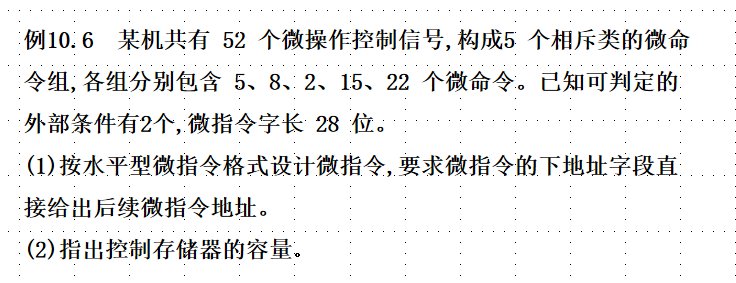 例10.6 某机共有 52 个微操作控制信号,构成5 个相斥类的微命
令组,各组分别包含 5、8、2、15、22 个微命令。已知可判定的
外部条件有2个,微指令字长 28 位。
(1)按水平型微指令格式设计微指令,要求微指令的下地址字段直
接给出后续微指令地址。
(2)指出控制存储器的容量。